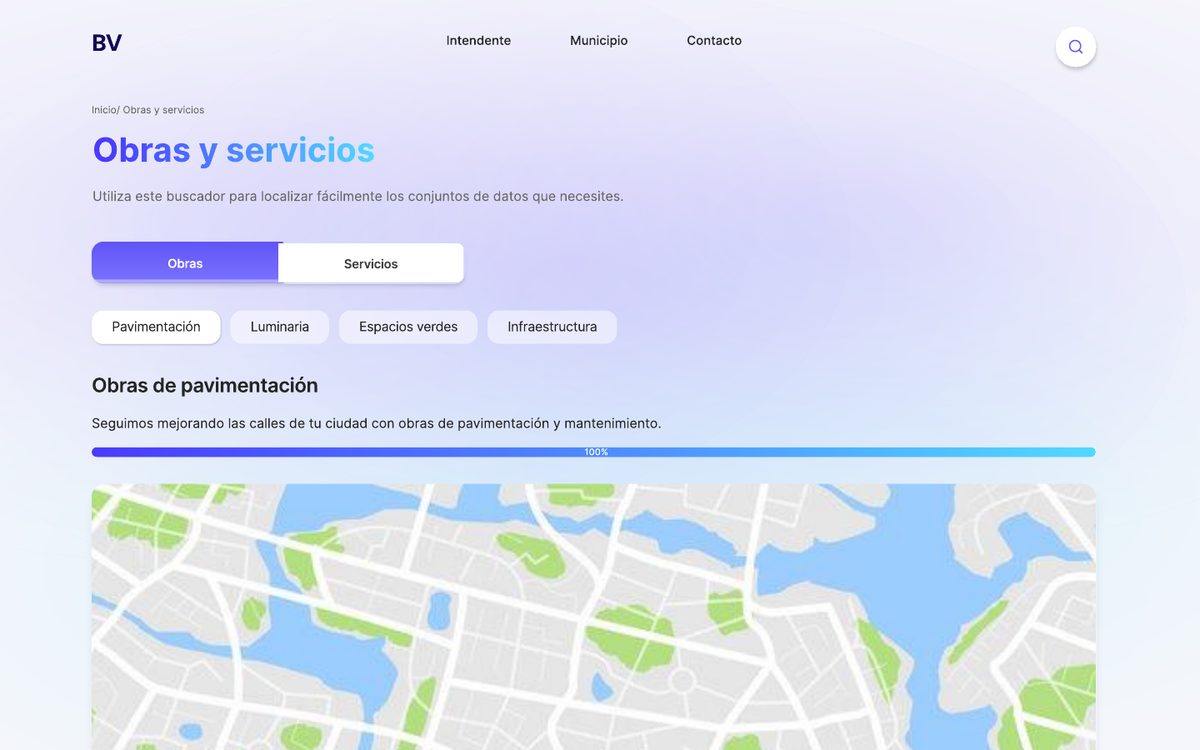 BV
Intendente Municipio Contacto
Inicio/ Obras y servicios
Obras y servicios
Utiliza este buscador para localizar fácilmente los conjuntos de datos que necesites.
Obras Servicios
Pavimentación Luminaria Espacios verdes Infraestructura
Obras de pavimentación
Seguimos mejorando las calles de tu ciudad con obras de pavimentación y mantenimiento.
100%